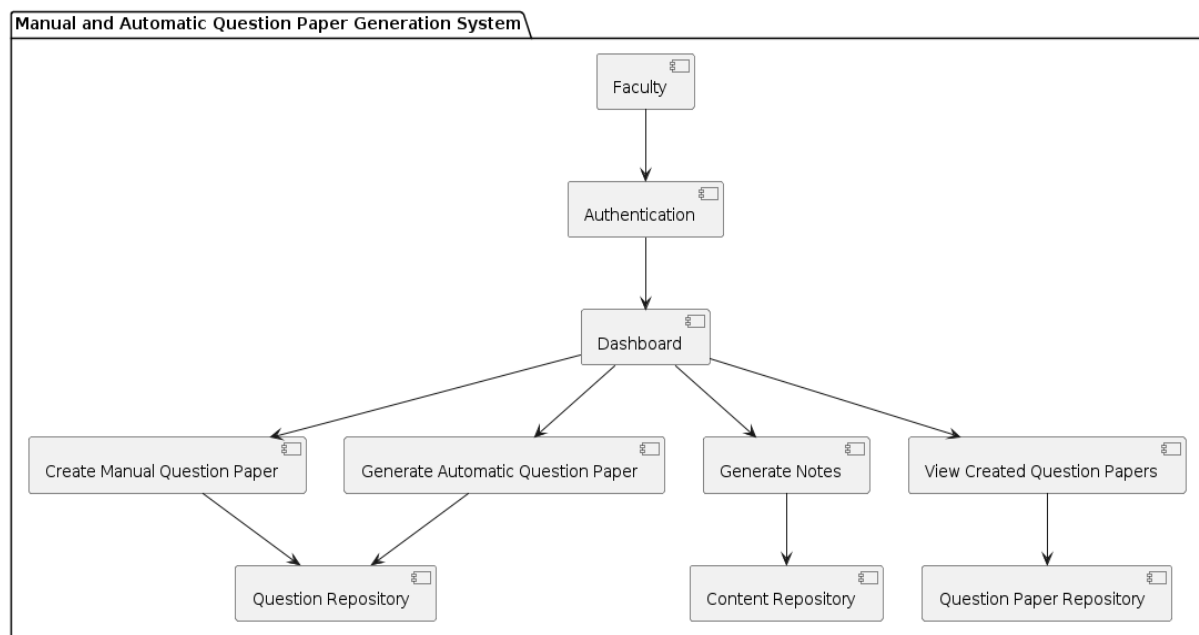 Manual and Automatic Question Paper Generation System
Faculty
Authentication
Dashboard
Create Manual Question Paper
Generate Automatic Question Paper
Generate Notes
View Created Question Papers
Question Repository
Content Repository
Question Paper Repository